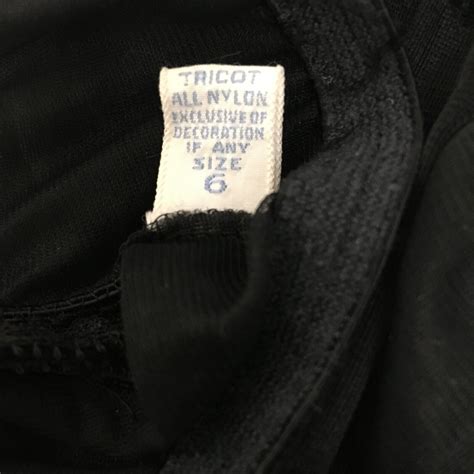 TRICOT
ALL NYLON
EXCLUSIVE OF
DECORATION
IF ANY
SIZE
6